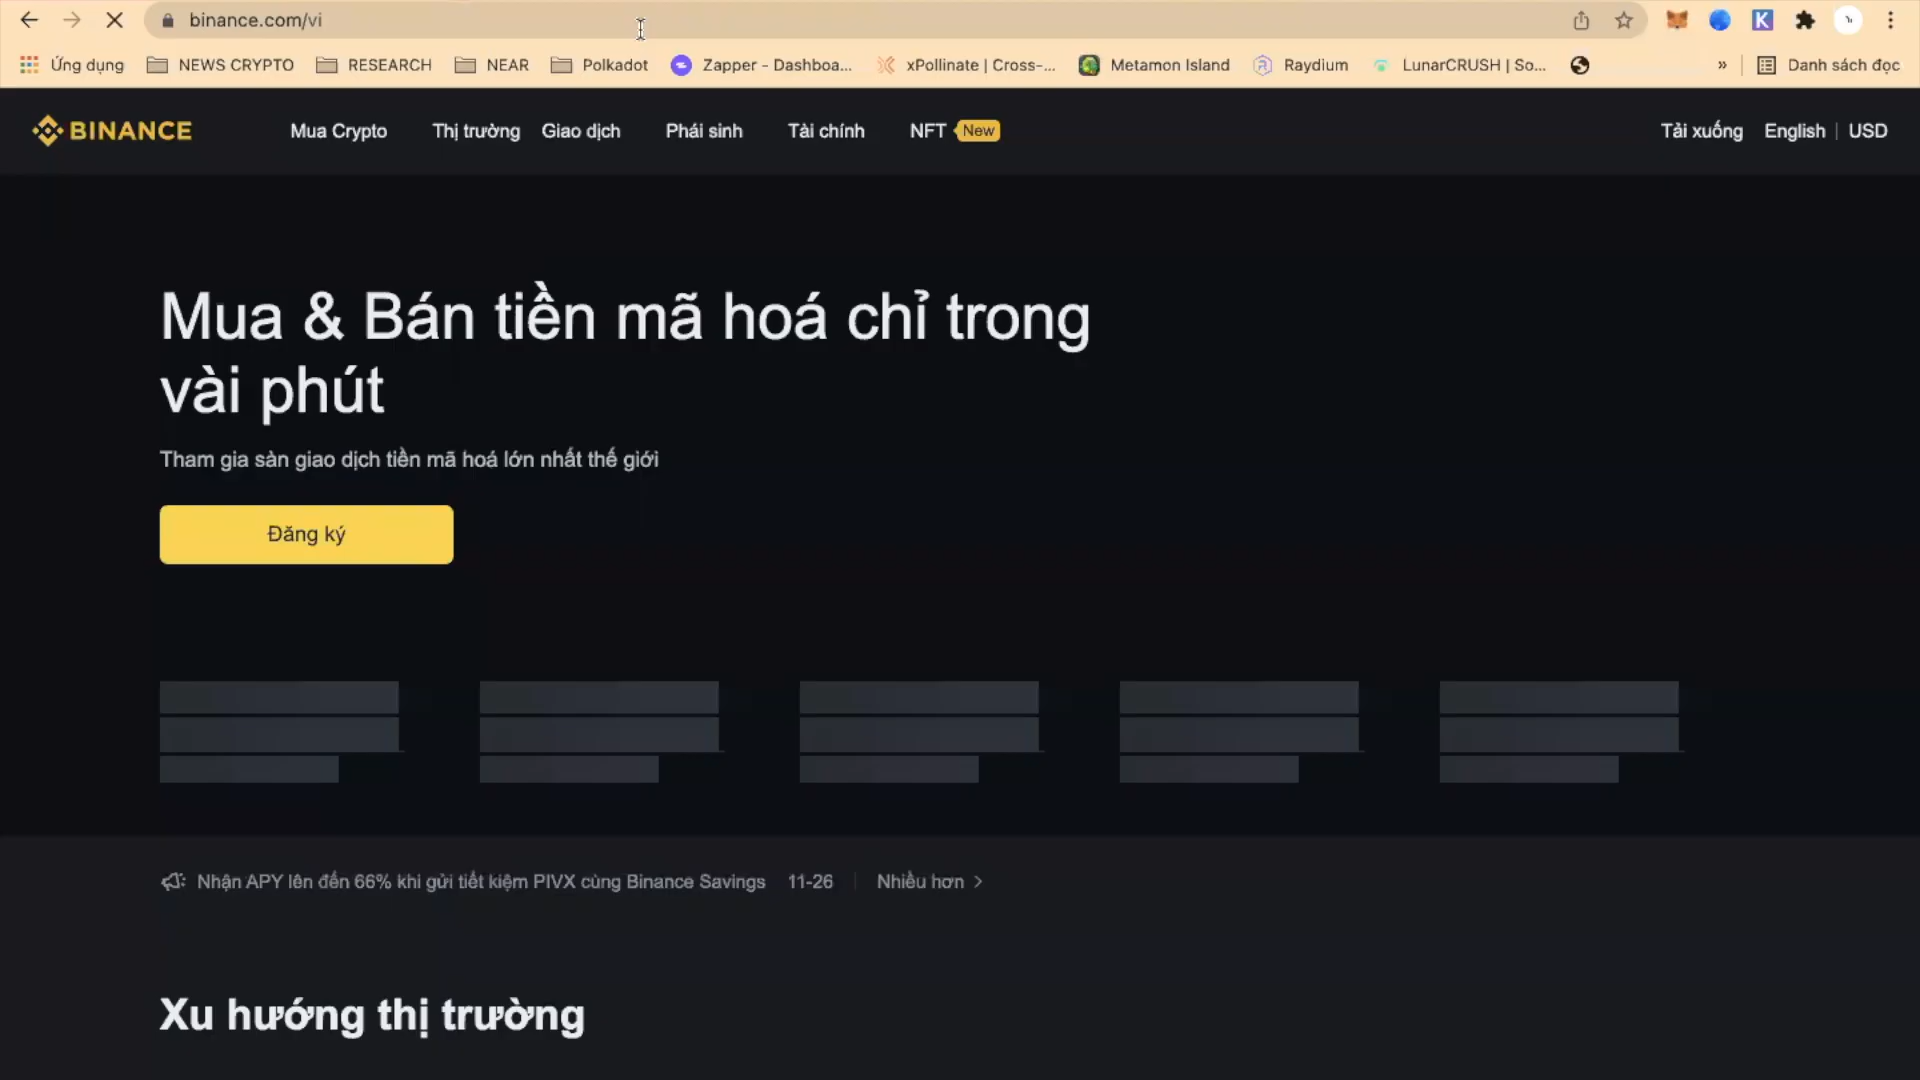 binance.com/vi
Ứng dụng NEWS CRYPTO RESEARCH NEAR Polkadot Zapper - Dashboa... xPollinate | Cross-... Metamon Island Raydium LunarCRUSH | So... » Danh sách đọc
BINANCE Mua Crypto Thị trường Giao dịch Phái sinh Tài chính NFT New Tải xuống English | USD
Mua & Bán tiền mã hoá chỉ trong
vài phút
Tham gia sàn giao dịch tiền mã hoá lớn nhất thế giới
Đăng ký
Nhận APY lên đến 66% khi gửi tiết kiệm PIVX cùng Binance Savings 11-26 Nhiều hơn
Xu hướng thị trường